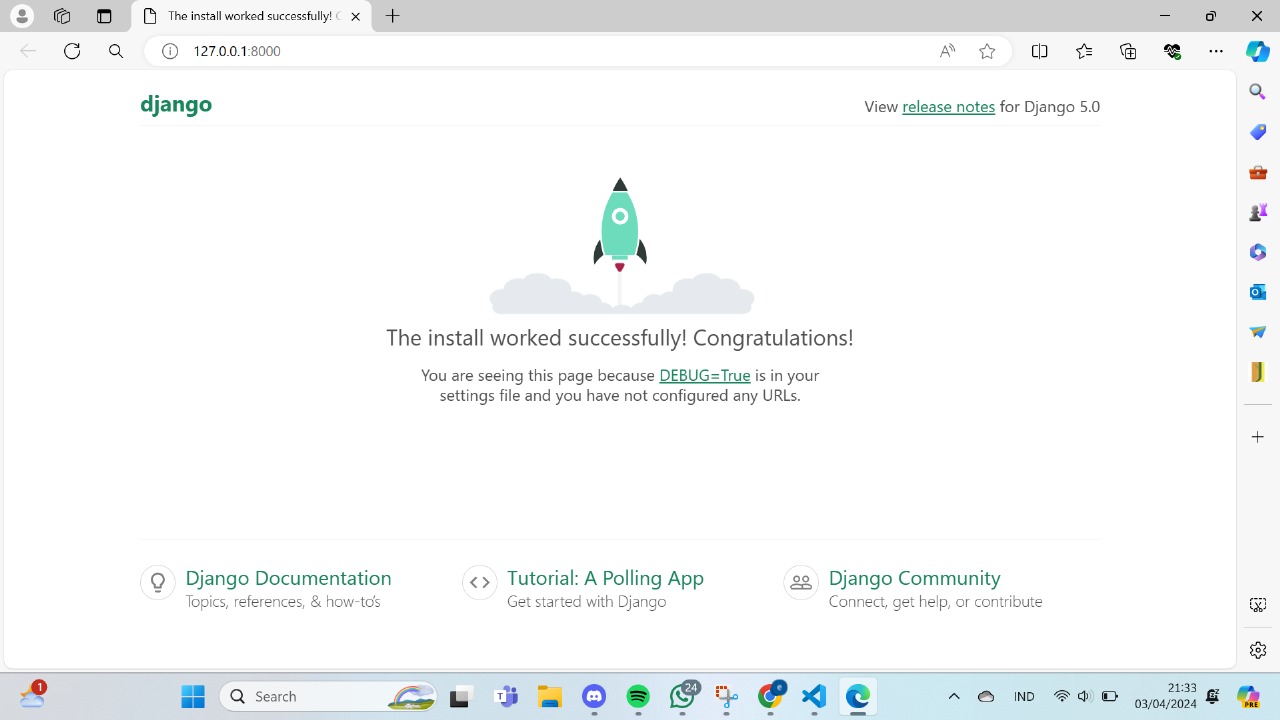 The install worked successfully! C
127.0.0.1:8000
django
View release notes for Django 5.0
The install worked successfully! Congratulations!
You are seeing this page because DEBUG=True is in your
settings file and you have not configured any URLs.
Django Documentation
Topics, references, & how-to's
Tutorial: A Polling App
Get started with Django
Django Community
Connect, get help, or contribute
1
Search
24
IND
21:33
03/04/2024
PRE